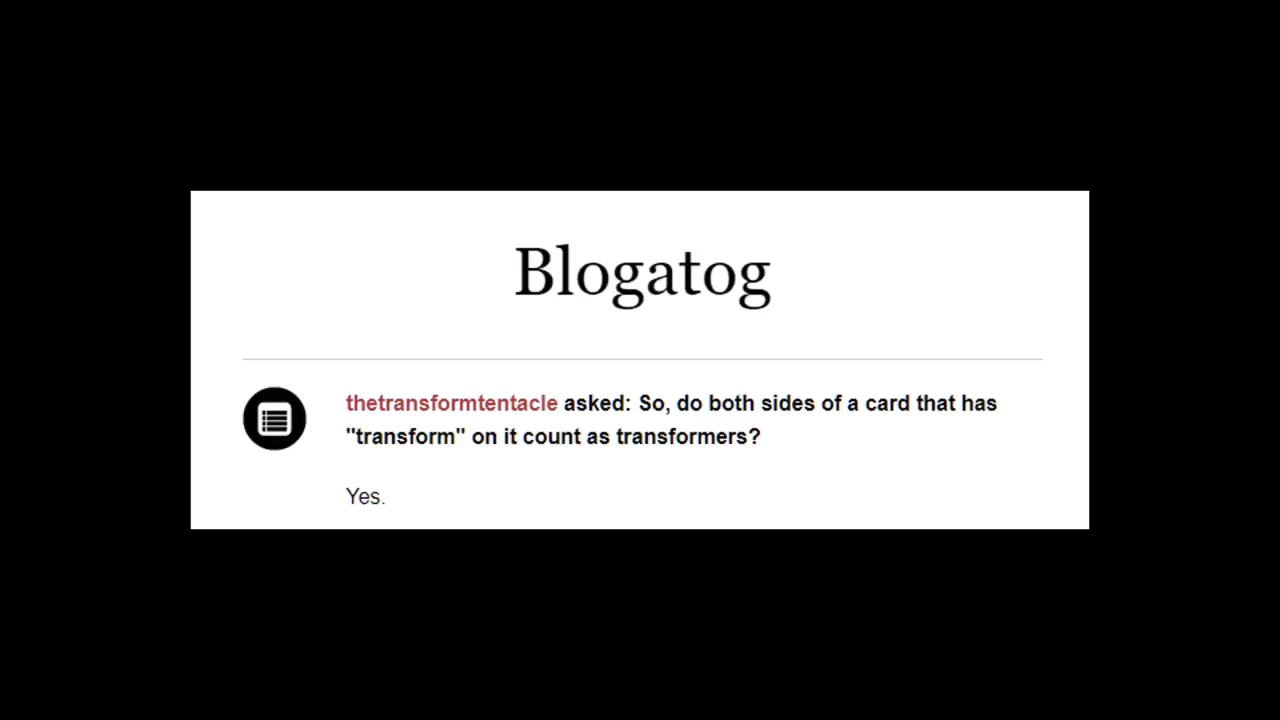 Blogatog
thetransformtentacle asked: So, do both sides of a card that has
"transform" on it count as transformers?
Yes.